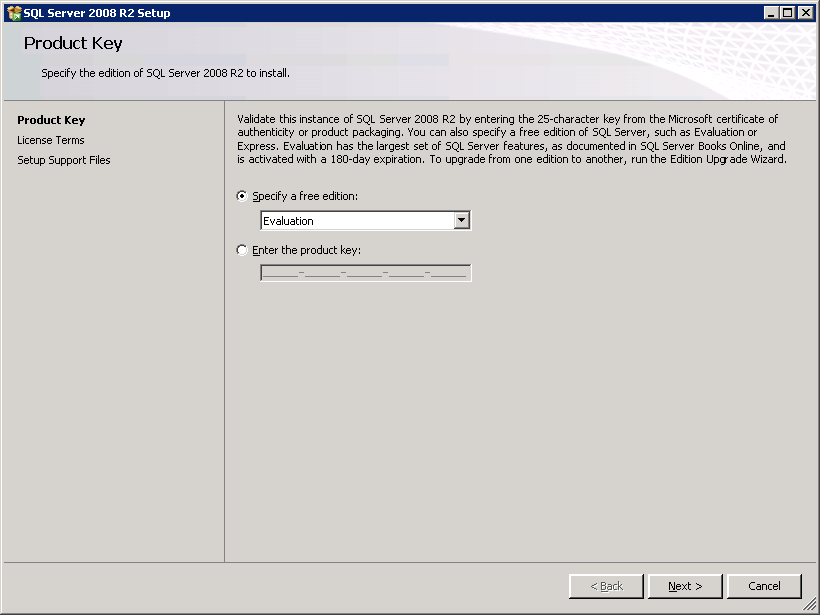 SQL Server 2008 R2 Setup
Product Key
Specify the edition of SQL Server 2008 R2 to install.
Product Key
License Terms
Setup Support Files
Validate this instance of SQL Server 2008 R2 by entering the 25-character key from the Microsoft certificate of
authenticity or product packaging. You can also specify a free edition of SQL Server, such as Evaluation or
Express. Evaluation has the largest set of SQL Server features, as documented in SQL Server Books Online, and
is activated with a 180-day expiration. To upgrade from one edition to another, run the Edition Upgrade Wizard.
Specify a free edition:
Evaluation
Enter the product key:
_____-_____-_____-_____-_____
< Back
Next >
Cancel